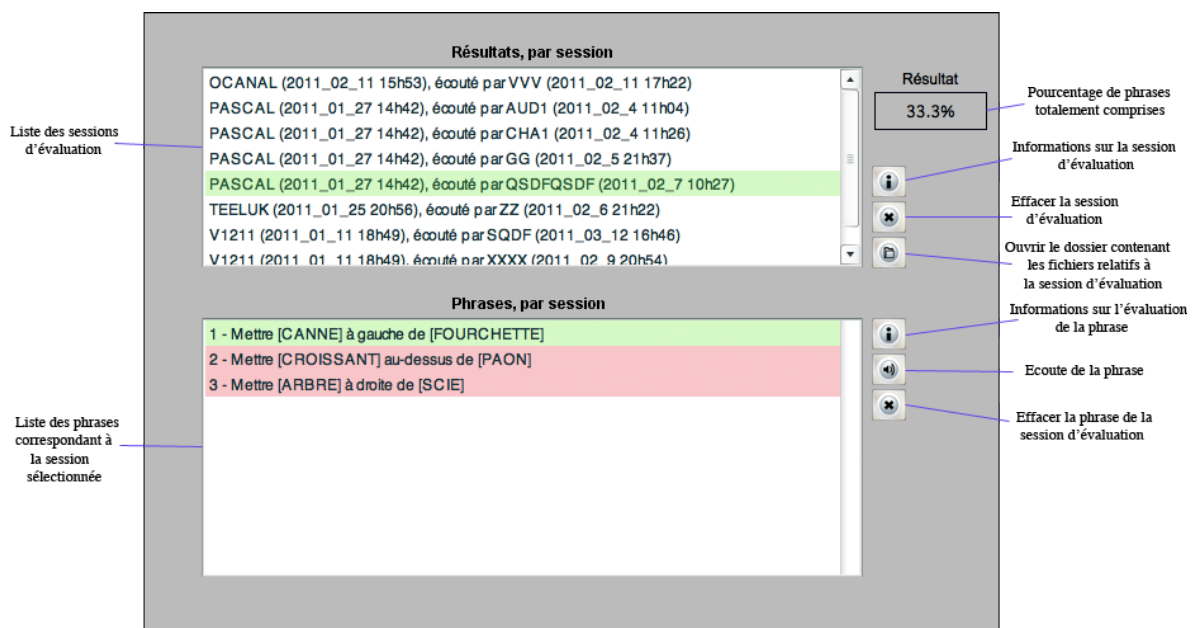 Résultats, par session
OCANAL (2011_02_11 15h53), écouté par VVV (2011_02_11 17h22)
PASCAL (2011_01_27 14h42), écouté par AUD1 (2011_02_4 11h04)
PASCAL (2011_01_27 14h42), écouté par CHA1 (2011_02_4 11h26)
PASCAL (2011_01_27 14h42), écouté par GG (2011_02_5 21h37)
PASCAL (2011_01_27 14h42), écouté par QSDFQSDF (2011_02_7 10h27)
TEELUK (2011_01_25 20h56), écouté par ZZ (2011_02_6 21h22)
V1211 (2011_01_11 18h49), écouté par SQDF (2011_03_12 16h46)
V1211 (2011_01_11 18h49), écouté par XXXX (2011_02_9 20h54)
Liste des sessions
d'évaluation
Résultat
33.3%
Pourcentage de phrases
totalement comprises
Informations sur la session
d'évaluation
Effacer la session
d'évaluation
Ouvrir le dossier contenant
les fichiers relatifs à
la session d'évaluation
Phrases, par session
1 - Mettre [CANNE] à gauche de [FOURCHETTE]
2 - Mettre [CROISSANT] au-dessus de [PAON]
3 - Mettre [ARBRE] à droite de [SCIE]
Liste des phrases
correspondant à
la session
sélectionnée
Informations sur l'évaluation
de la phrase
Ecoute de la phrase
Effacer la phrase de la
session d'évaluation